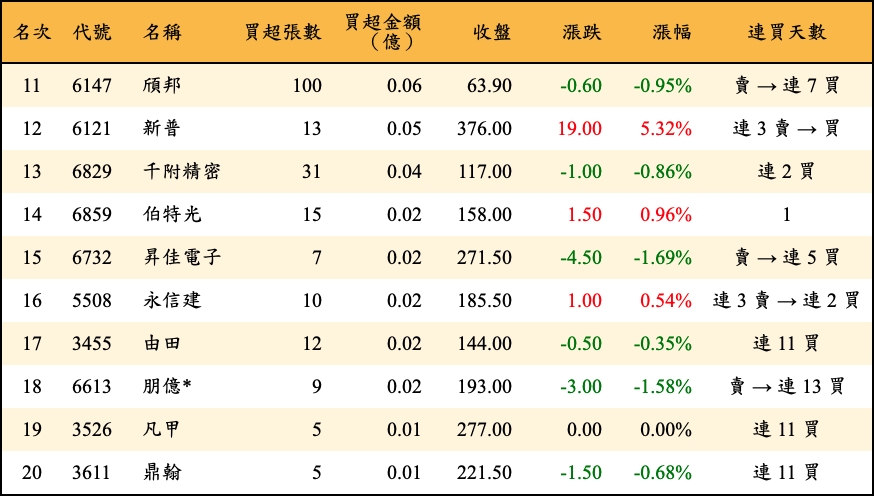 名次 代號 名稱 買超張數 買超金額（億） 收盤 漲跌 漲幅 連買天數
11 6147 頎邦 100 0.06 63.90 -0.60 -0.95% 賣 → 連 7 買
12 6121 新普 13 0.05 376.00 19.00 5.32% 連 3 賣 → 買
13 6829 千附精密 31 0.04 117.00 -1.00 -0.86% 連 2 買
14 6859 伯特光 15 0.02 158.00 1.50 0.96% 1
15 6732 昇佳電子 7 0.02 271.50 -4.50 -1.69% 賣 → 連 5 買
16 5508 永信建 10 0.02 185.50 1.00 0.54% 連 3 賣 → 連 2 買
17 3455 由田 12 0.02 144.00 -0.50 -0.35% 連 11 買
18 6613 朋億* 9 0.02 193.00 -3.00 -1.58% 賣 → 連 13 買
19 3526 凡甲 5 0.01 277.00 0.00 0.00% 連 11 買
20 3611 鼎翰 5 0.01 221.50 -1.50 -0.68% 連 11 買